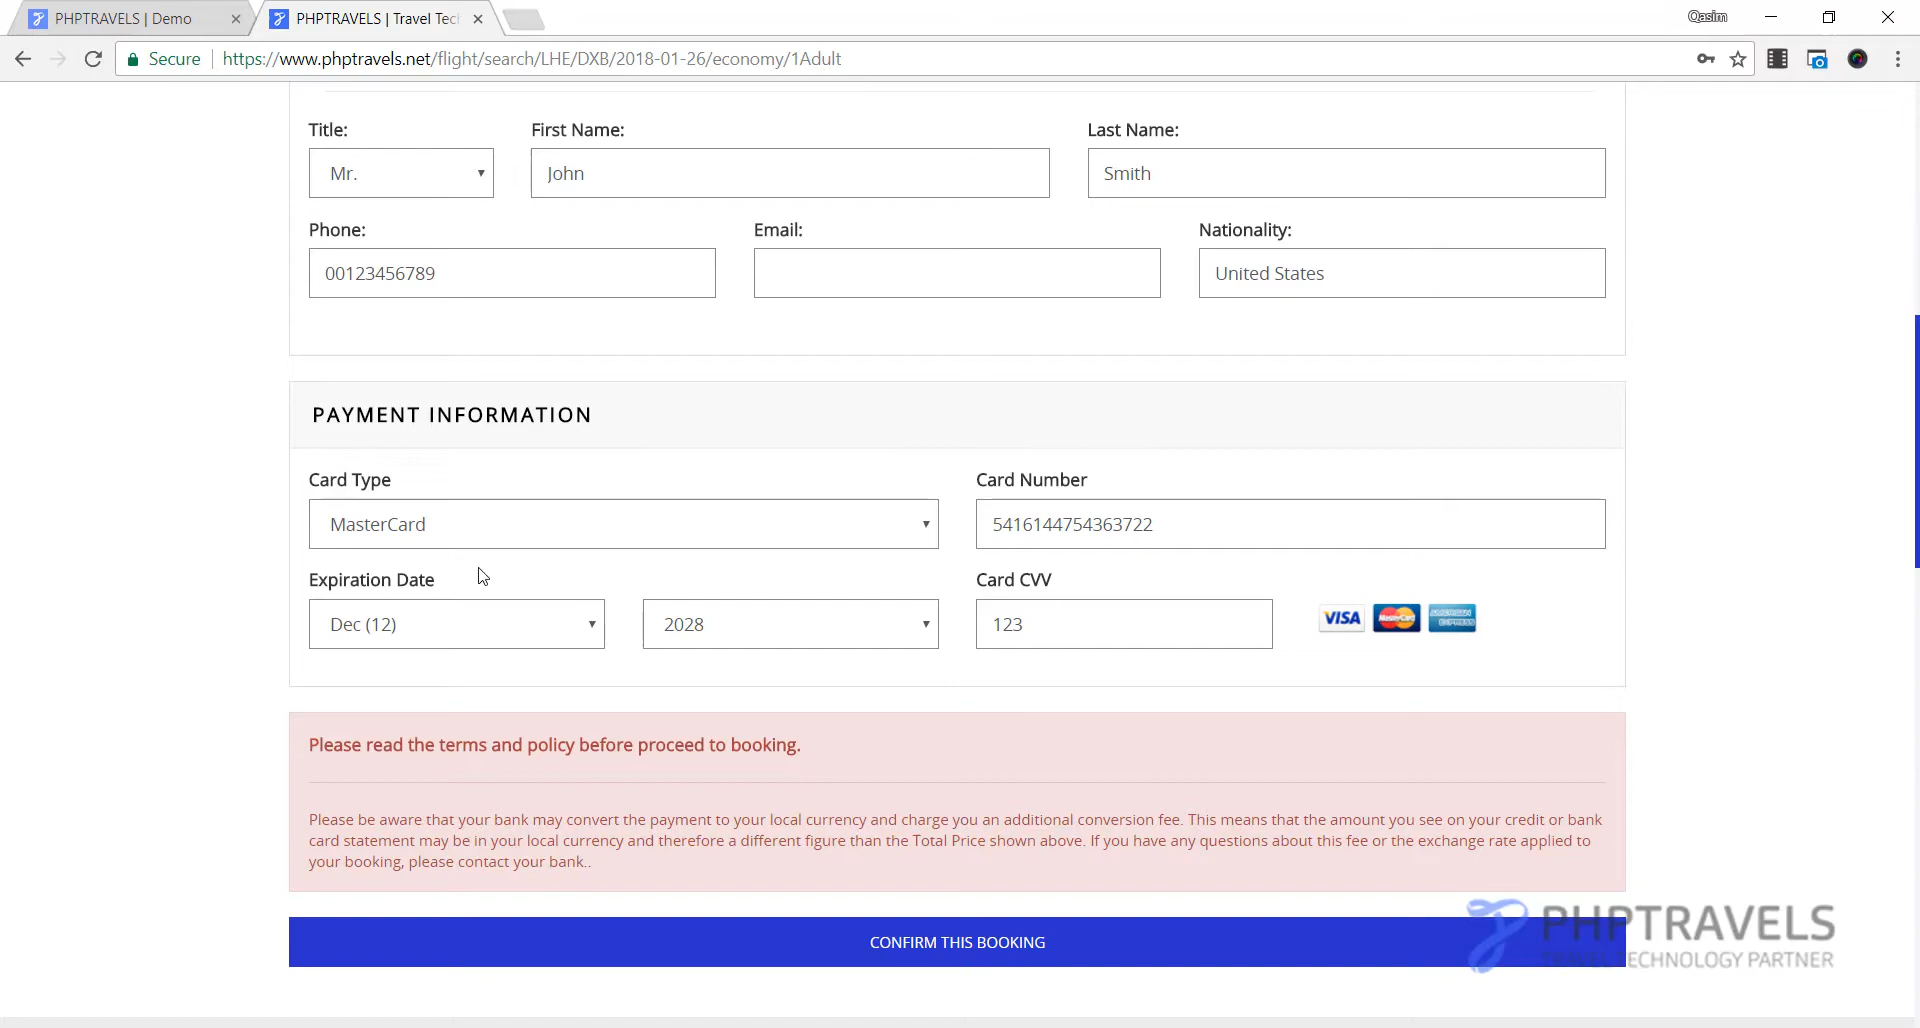 PHPTRAVELS | Demo
PHPTRAVELS | Travel Tec
Qasim
Secure
https://www.phptravels.net/flight/search/LHE/DXB/2018-01-26/economy/1Adult
Title:
First Name:
Last Name:
Mr.
John
Smith
Phone:
Email:
Nationality:
00123456789
United States
PAYMENT INFORMATION
Card Type
Card Number
MasterCard
5416144754363722
Expiration Date
Card CVV
Dec (12)
2028
123
VISA
MasterCard
AMERICAN EXPRESS
Please read the terms and policy before proceed to booking.
Please be aware that your bank may convert the payment to your local currency and charge you an additional conversion fee. This means that the amount you see on your credit or bank
card statement may be in your local currency and therefore a different figure than the Total Price shown above. If you have any questions about this fee or the exchange rate applied to
your booking, please contact your bank..
CONFIRM THIS BOOKING
PHPTRAVELS
TRAVEL TECHNOLOGY PARTNER